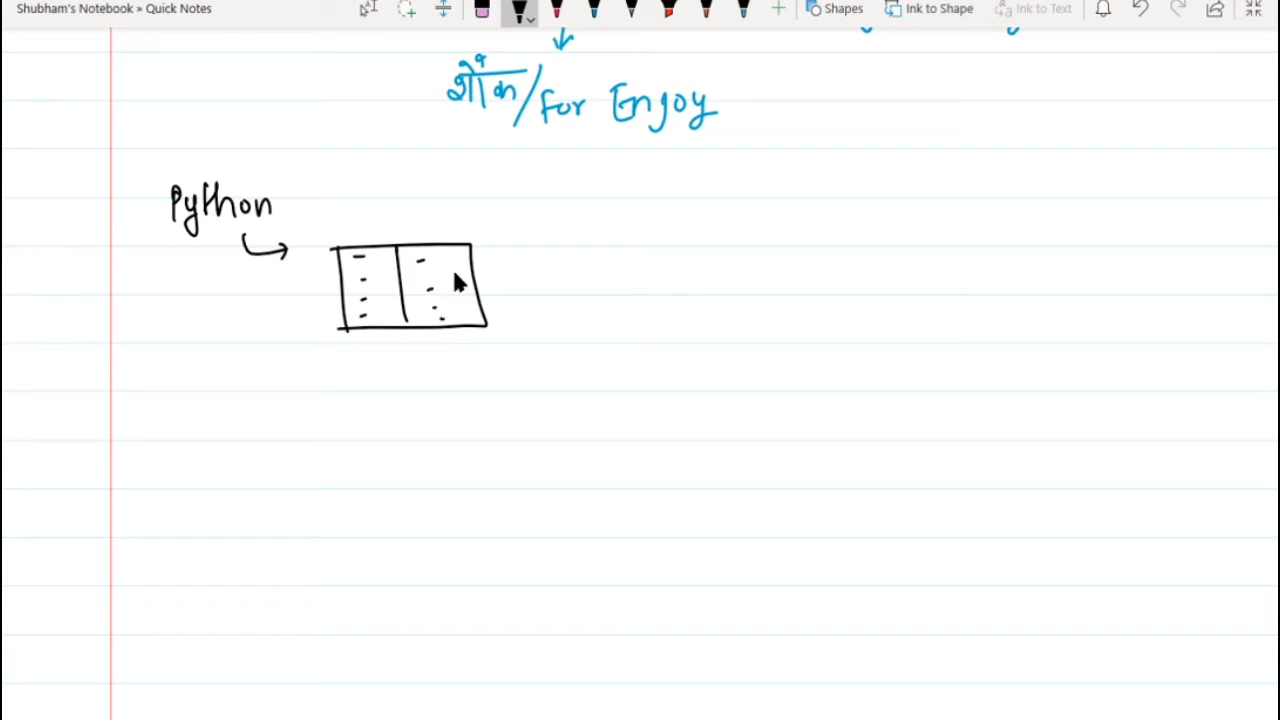 Shubham's Notebook » Quick Notes
Shapes
Ink to Shape
Ink to Text
शौक/For Enjoy
Python